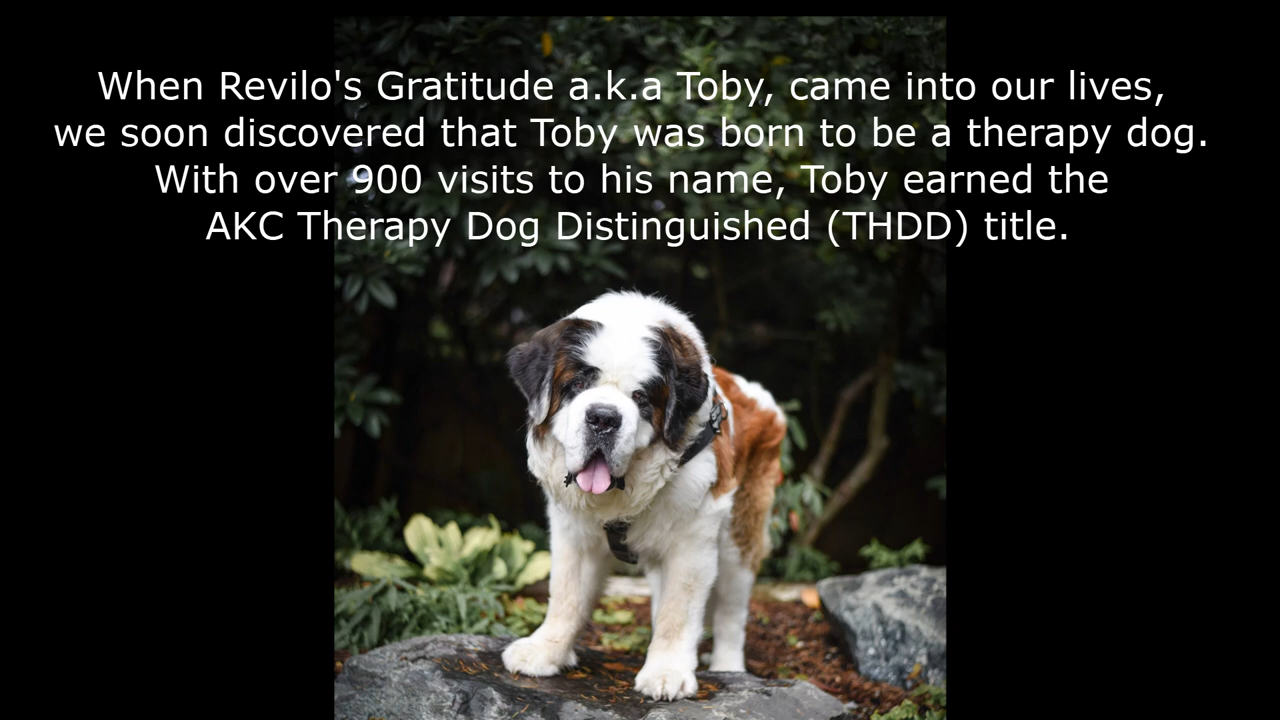 When Revilo's Gratitude a.k.a Toby, came into our lives,
we soon discovered that Toby was born to be a therapy dog.
With over 900 visits to his name, Toby earned the
AKC Therapy Dog Distinguished (THDD) title.